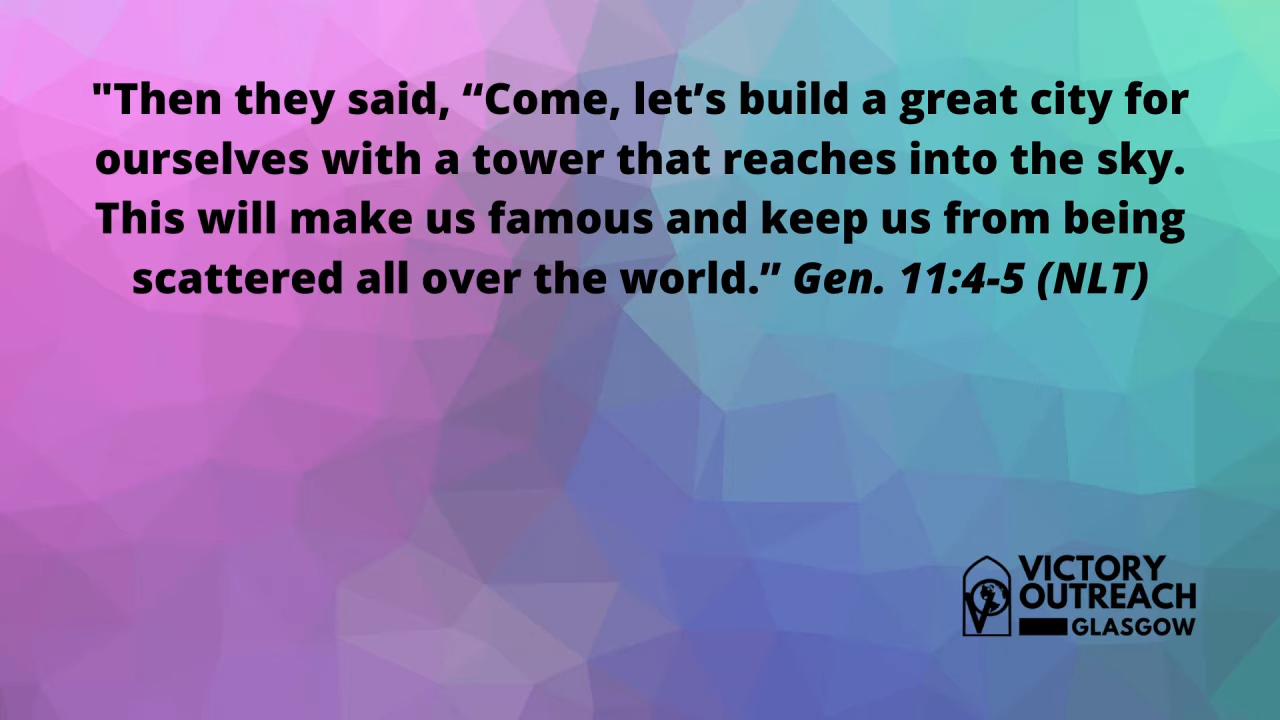 "Then they said, “Come, let’s build a great city for
ourselves with a tower that reaches into the sky.
This will make us famous and keep us from being
scattered all over the world.” Gen. 11:4-5 (NLT)
VICTORY
OUTREACH
GLASGOW